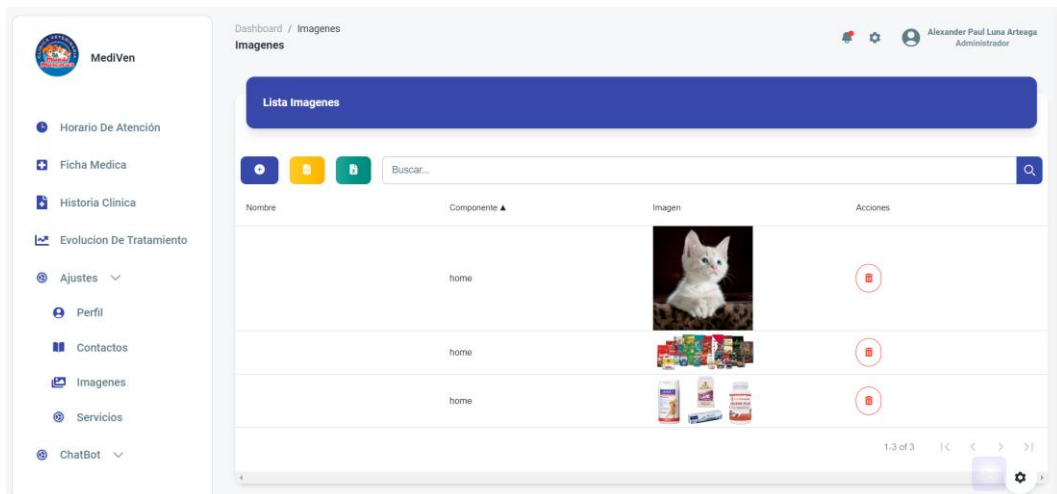 Dashboard / Imagenes
Imagenes
Alexander Paul Luna Arteaga
Administrador
MediVen
Horario De Atención
Ficha Medica
Historia Clinica
Evolucion De Tratamiento
Ajustes
Perfil
Contactos
Imagenes
Servicios
ChatBot
Lista Imagenes
Buscar...
Nombre Componente ▲ Imagen Acciones
home
home
home
1-3 of 3